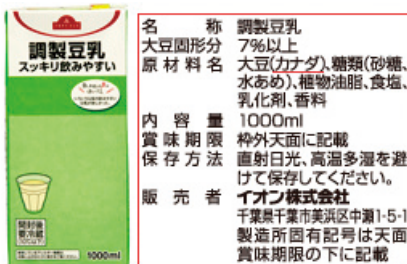 調製豆乳
スッキリ飲みやすい
開封後
要冷蔵
1000ml
名称 調製豆乳
大豆固形分 7%以上
原材料名 大豆(カナダ)、糖類(砂糖、
水あめ)、植物油脂、食塩、
乳化剤、香料
内容量 1000ml
賞味期限 枠外天面に記載
保存方法 直射日光、高温多湿を避
けて保存してください。
販売者 イオン株式会社
千葉県千葉市美浜区中瀬1-5-1
製造所固有記号は天面
賞味期限の下に記載